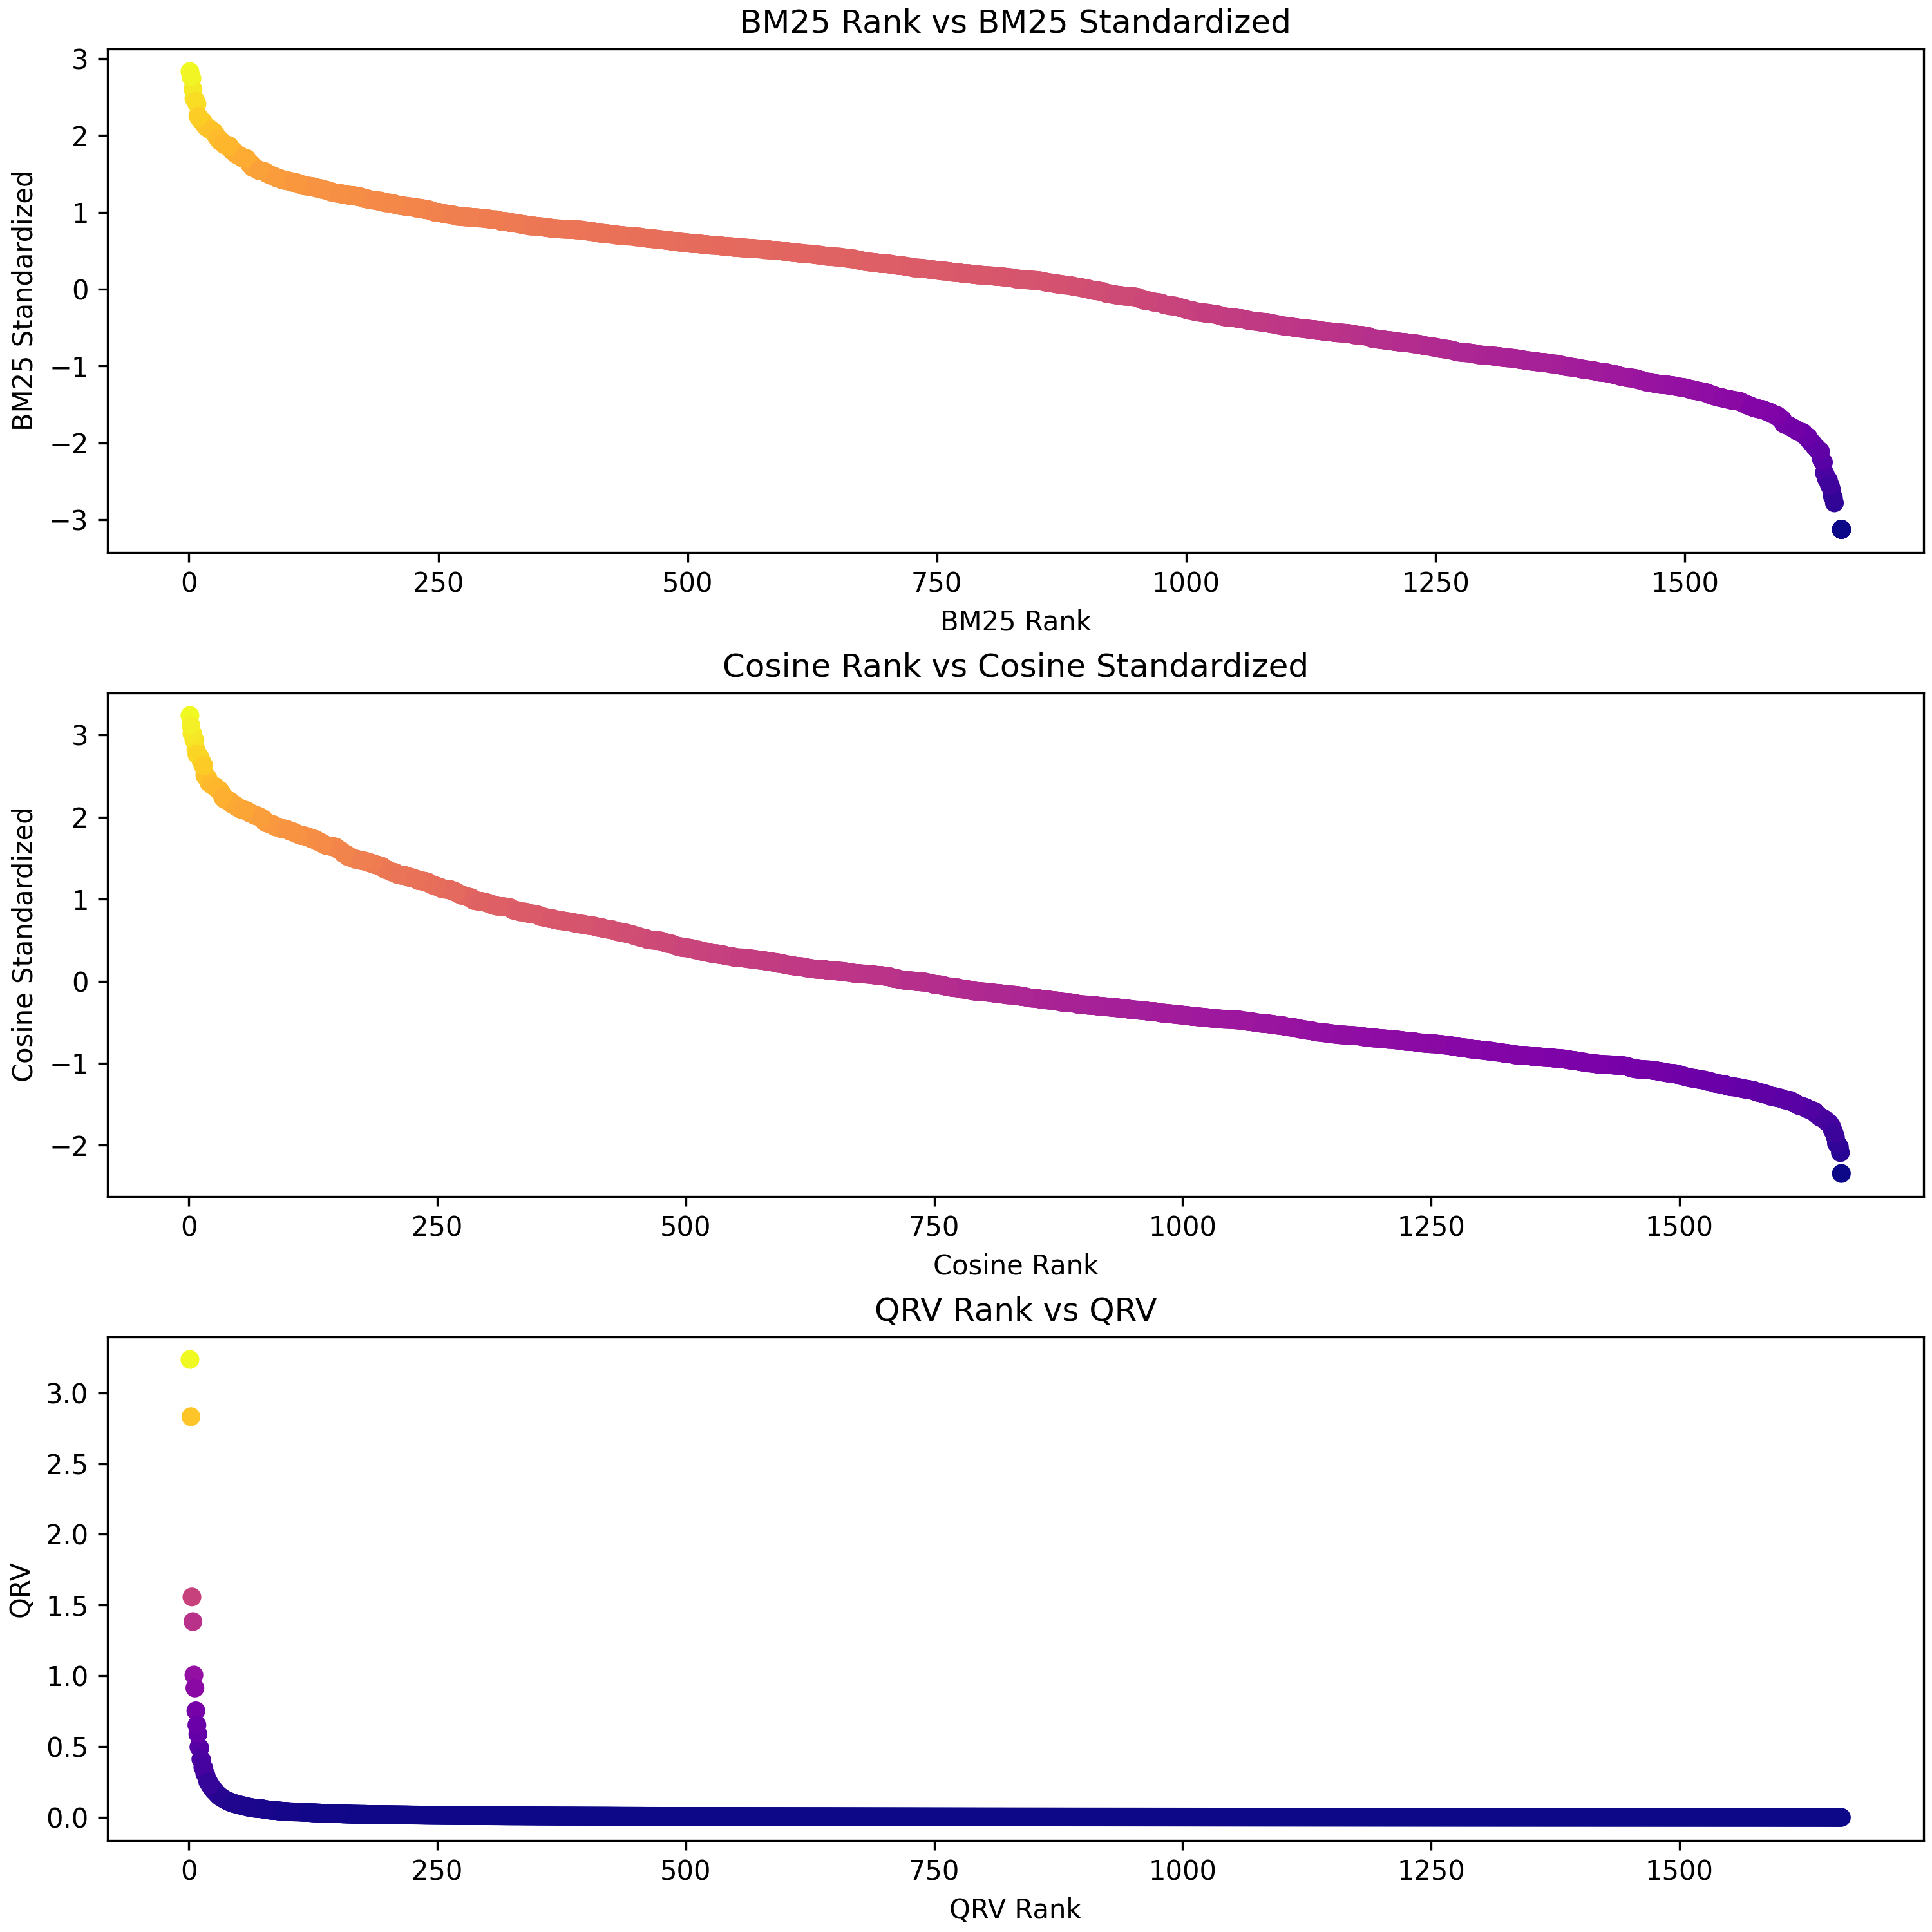 BM25 Rank vs BM25 Standardized
3
2
1
0
−1
−2
−3
BM25 Standardized
0 250 500 750 1000 1250 1500
BM25 Rank
Cosine Rank vs Cosine Standardized
3
2
1
0
−1
−2
Cosine Standardized
0 250 500 750 1000 1250 1500
Cosine Rank
QRV Rank vs QRV
3.0
2.5
2.0
1.5
1.0
0.5
0.0
QRV
0 250 500 750 1000 1250 1500
QRV Rank